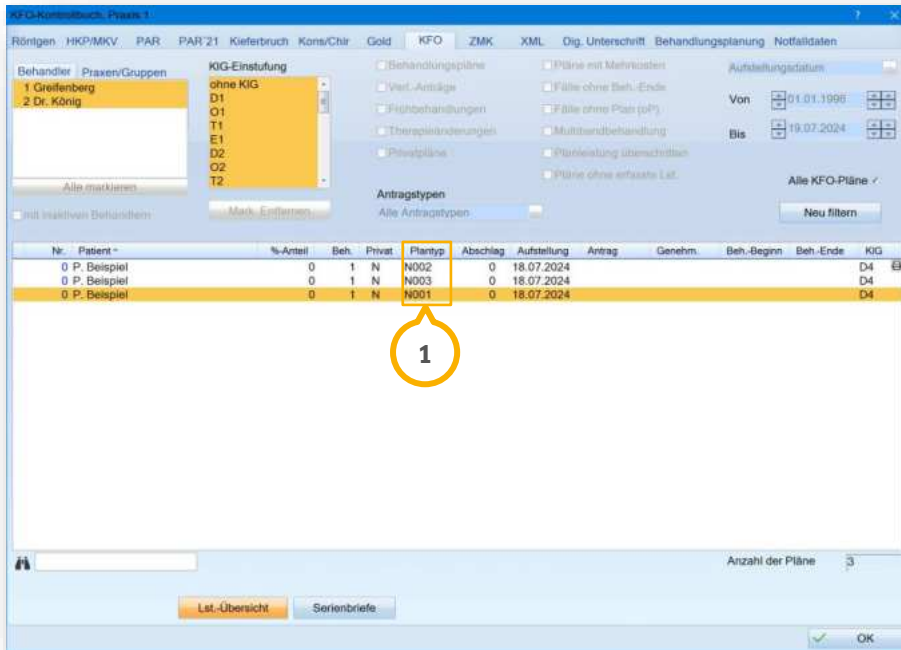 KFO-Kontrollbuch, Praxis 1
Röntgen HKP/MKV PAR PAR'21 Kieferbruch Kons/Chir Gold KFO ZMK XML Dig. Unterschrift Behandlungsplanung Notfalldaten
Behandler Praxen/Gruppen
1 Greifenberg
2 Dr. König
Alle markieren
mit inaktiven Behandlern
KIG-Einstufung
ohne KIG
D1
O1
T1
E1
D2
O2
T2
Mark. Entfernen
Behandlungspläne
Verl.-Anträge
Frühbehandlungen
Therapieänderungen
Privatpläne
Antragstypen
Alle Antragstypen
Pläne mit Mehrkosten
Fälle ohne Beh.-Ende
Fälle ohne Plan (oP)
Multibandbehandlung
Planleistung überschritten
Pläne ohne erfasste Lst.
Aufstellungsdatum
Von 01.01.1996
Bis 19.07.2024
Alle KFO-Pläne ✓
Neu filtern
Nr. Patient %-Anteil Beh. Privat Plantyp Abschlag Aufstellung Antrag Genehm. Beh.-Beginn Beh.-Ende KIG
0 P. Beispiel 0 1 N N002 0 18.07.2024 D4
0 P. Beispiel 0 1 N N003 0 18.07.2024 D4
0 P. Beispiel 0 1 N N001 0 18.07.2024 D4
1
Anzahl der Pläne 3
Lst.-Übersicht Serienbriefe
OK